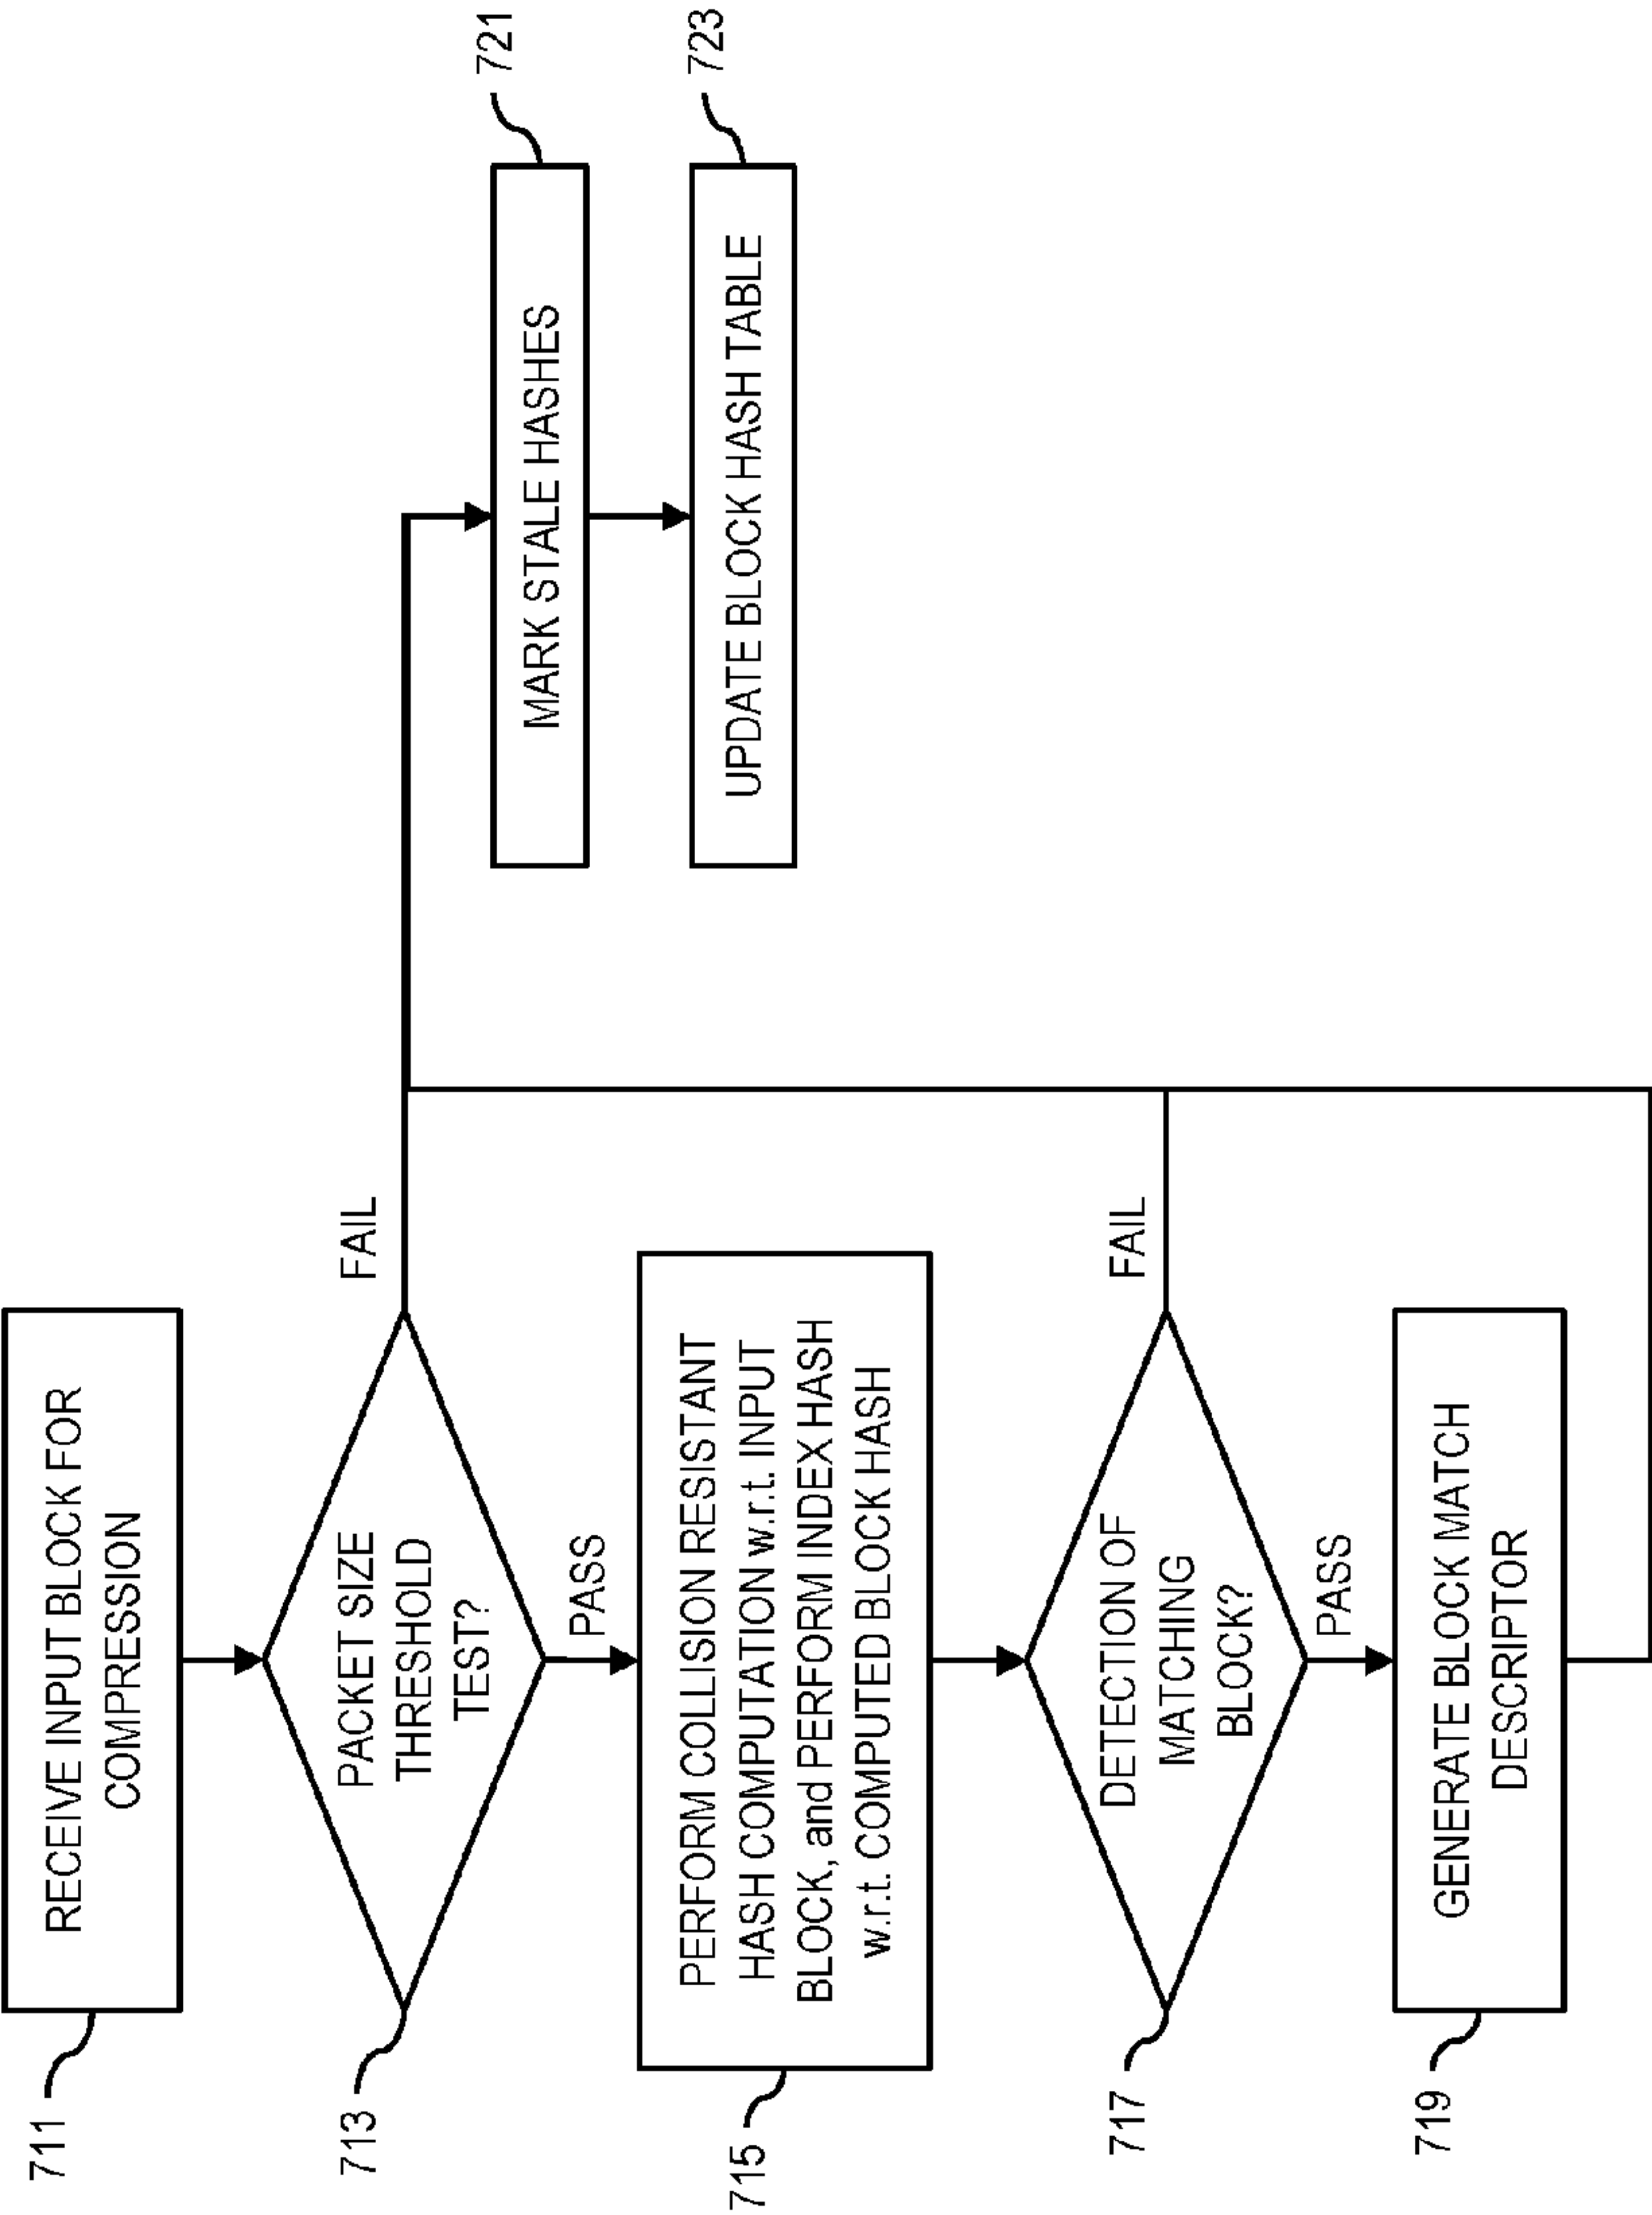 711
RECEIVE INPUT BLOCK FOR
COMPRESSION
713
PACKET SIZE
THRESHOLD
TEST?
FAIL
PASS
715
PERFORM COLLISION RESISTANT
HASH COMPUTATION w.r.t. INPUT
BLOCK, and PERFORM INDEX HASH
w.r.t. COMPUTED BLOCK HASH
717
DETECTION OF
MATCHING
BLOCK?
FAIL
PASS
719
GENERATE BLOCK MATCH
DESCRIPTOR
721
MARK STALE HASHES
723
UPDATE BLOCK HASH TABLE